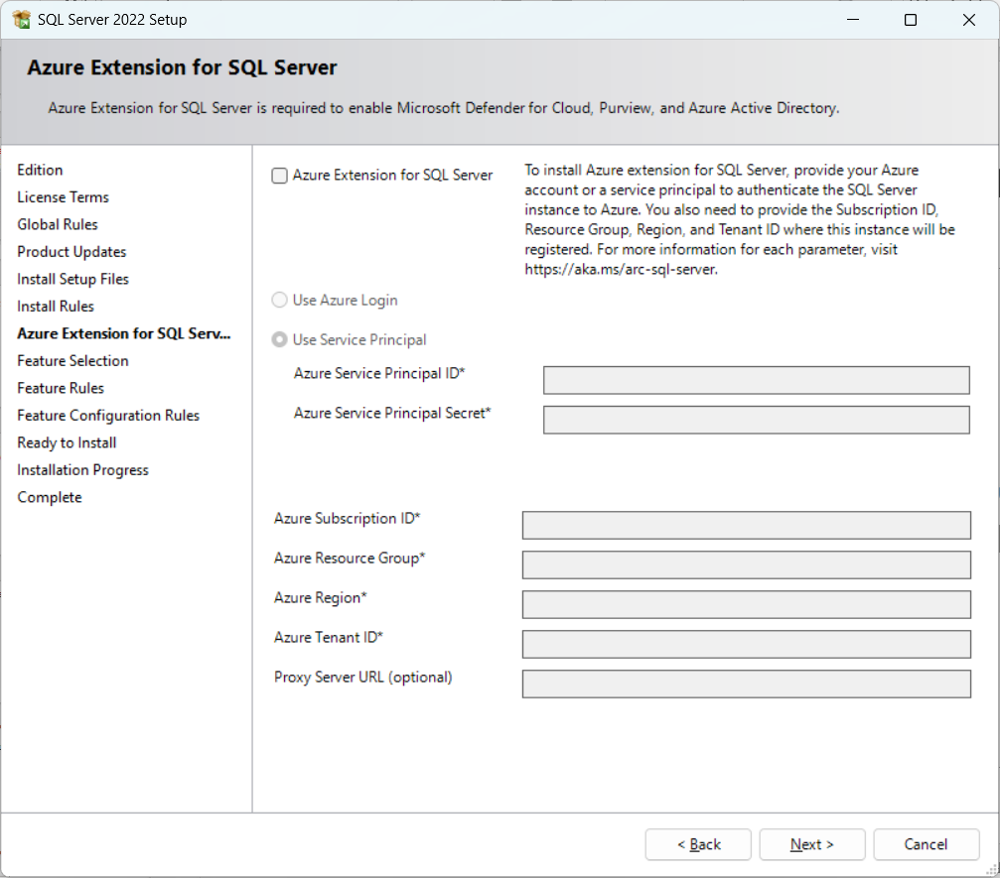 SQL Server 2022 Setup
Azure Extension for SQL Server
Azure Extension for SQL Server is required to enable Microsoft Defender for Cloud, Purview, and Azure Active Directory.
Edition
License Terms
Global Rules
Product Updates
Install Setup Files
Install Rules
Azure Extension for SQL Serv...
Feature Selection
Feature Rules
Feature Configuration Rules
Ready to Install
Installation Progress
Complete
Azure Extension for SQL Server
To install Azure extension for SQL Server, provide your Azure
account or a service principal to authenticate the SQL Server
instance to Azure. You also need to provide the Subscription ID,
Resource Group, Region, and Tenant ID where this instance will be
registered. For more information for each parameter, visit
https://aka.ms/arc-sql-server.
Use Azure Login
Use Service Principal
Azure Service Principal ID*
Azure Service Principal Secret*
Azure Subscription ID*
Azure Resource Group*
Azure Region*
Azure Tenant ID*
Proxy Server URL (optional)
< Back
Next >
Cancel